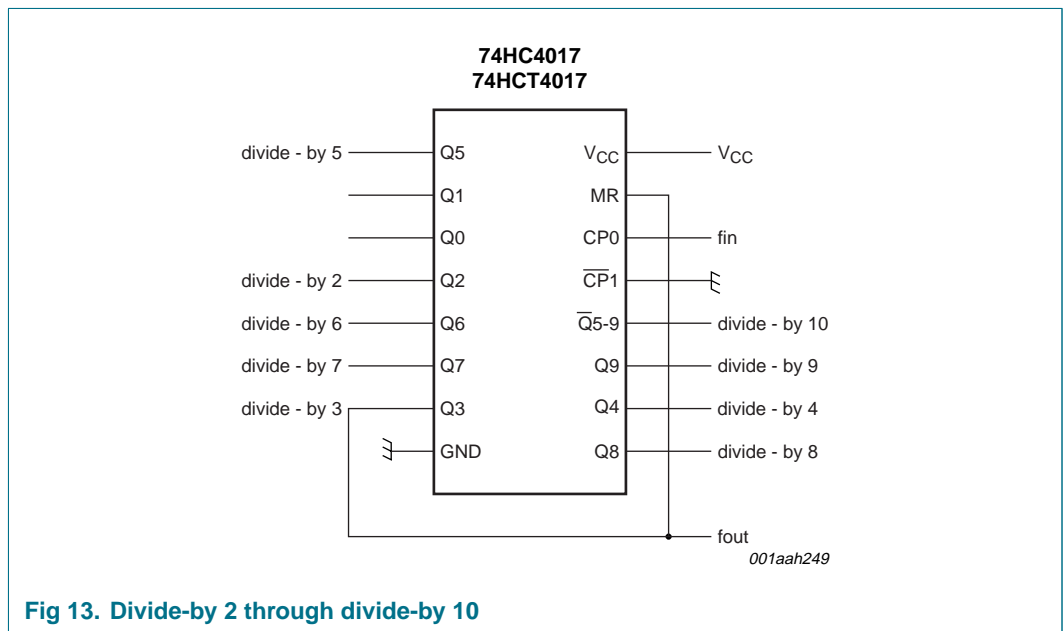 74HC4017
74HCT4017
divide - by 5 Q5 VCC VCC
Q1 MR
Q0 CP0 fin
divide - by 2 Q2 C̅P̅1
divide - by 6 Q6 Q̅5-9 divide - by 10
divide - by 7 Q7 Q9 divide - by 9
divide - by 3 Q3 Q4 divide - by 4
GND Q8 divide - by 8
fout
001aah249
Fig 13. Divide-by 2 through divide-by 10